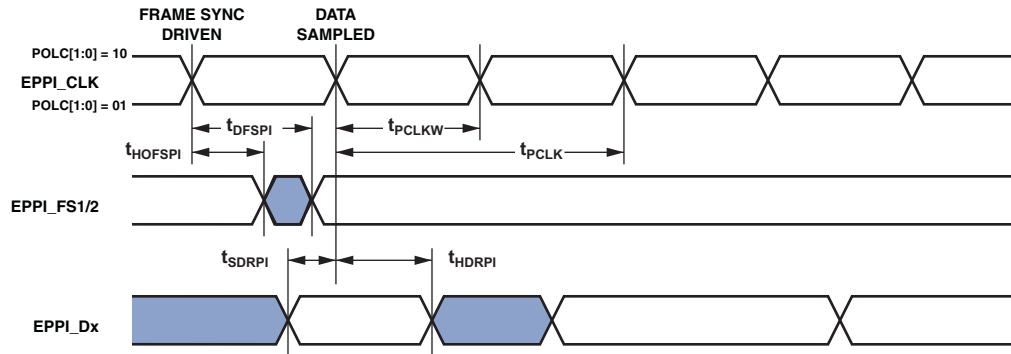 FRAME SYNC
DRIVEN
DATA
SAMPLED
POLC[1:0] = 10
EPPI_CLK
POLC[1:0] = 01
tDFSPI
tPCLKW
tHOFSPI
tPCLK
EPPI_FS1/2
tSDRPI
tHDRPI
EPPI_Dx